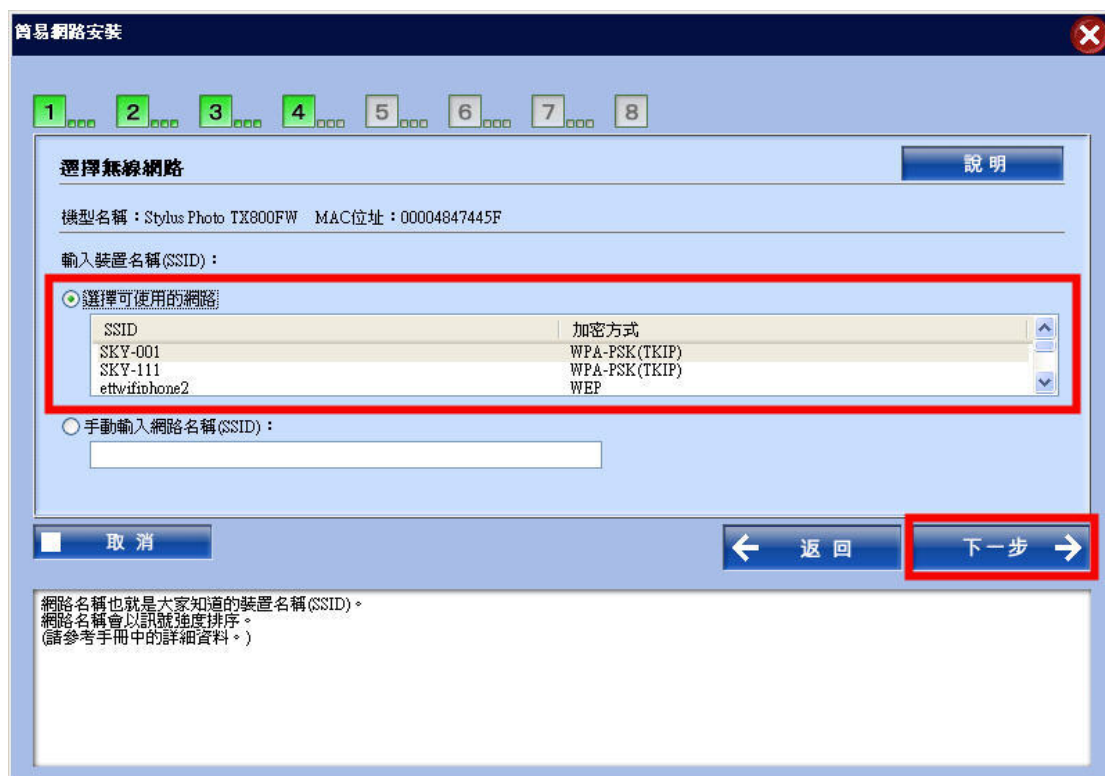 簡易網路安裝
1 2 3 4 5 6 7 8
選擇無線網路
說明
機型名稱：Stylus Photo TX800FW MAC位址：00004847445F
輸入裝置名稱(SSID)：
選擇可使用的網路
SSID 加密方式
SKY-001 WPA-PSK(TKIP)
SKY-111 WPA-PSK(TKIP)
ettwifiphone2 WEP
手動輸入網路名稱(SSID)：
取消
返回
下一步
網路名稱也就是大家知道的裝置名稱(SSID)。
網路名稱會以訊號強度排序。
(請參考手冊中的詳細資料。)